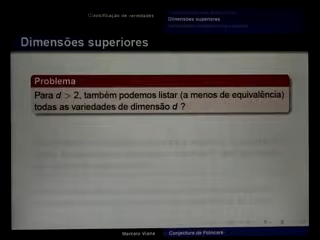 Classificação de variedades
Dimensões superiores
Dimensões superiores
Problema
Para d > 2, também podemos listar (a menos de equivalência)
todas as variedades de dimensão d ?
Marcelo Viana
Conjectura de Poincaré